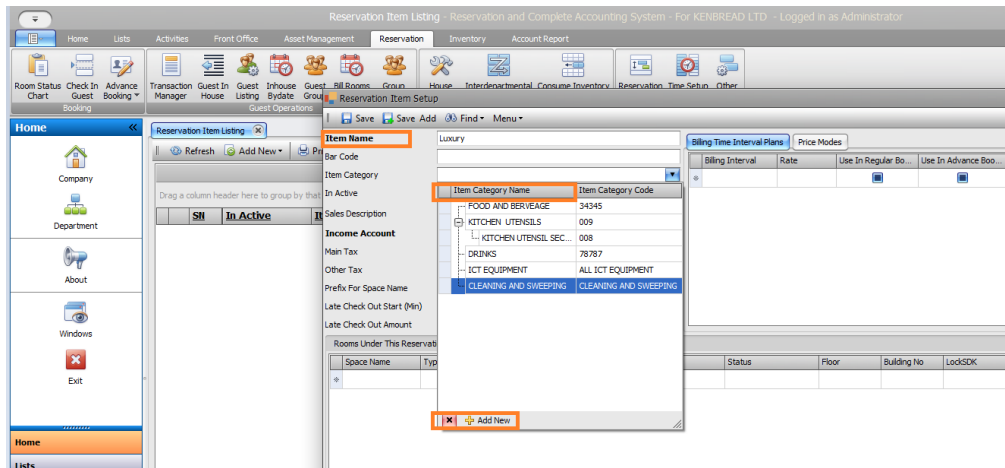 Reservation Item Listing - Reservation and Complete Accounting System - For KENBREAD LTD - Logged in as Administrator
Home Lists Activities Front Office Asset Management Reservation Inventory Account Report
Room Status Check In Advance Transaction Guest In Guest Inhouse Guest Bill Rooms Group House Interdepartmental Consume Inventory Reservation Time Setup Other
Chart Guest Booking Manager House Listing Bydate
Booking Guest Operations
Reservation Item Setup
Save Save Add Find Menu
Home
Company
Department
About
Windows
Exit
Home
Lists
Reservation Item Listing
Refresh Add New
Drag a column header here to group by that
SN In Active
Item Name Luxury
Bar Code
Item Category
In Active
Sales Description
Income Account
Main Tax
Other Tax
Prefix For Space Name
Late Check Out Start (Min)
Late Check Out Amount
Item Category Name Item Category Code
FOOD AND BERVEAGE 34345
KITCHEN UTENSILS 009
KITCHEN UTENSIL SEC... 008
DRINKS 78787
ICT EQUIPMENT ALL ICT EQUIPMENT
CLEANING AND SWEEPING CLEANING AND SWEEPING
Add New
Billing Time Interval Plans Price Modes
Billing Interval Rate Use In Regular Bo... Use In Advance Boo...
Rooms Under This Reservati
Space Name Typ Status Floor Building No LockSDK